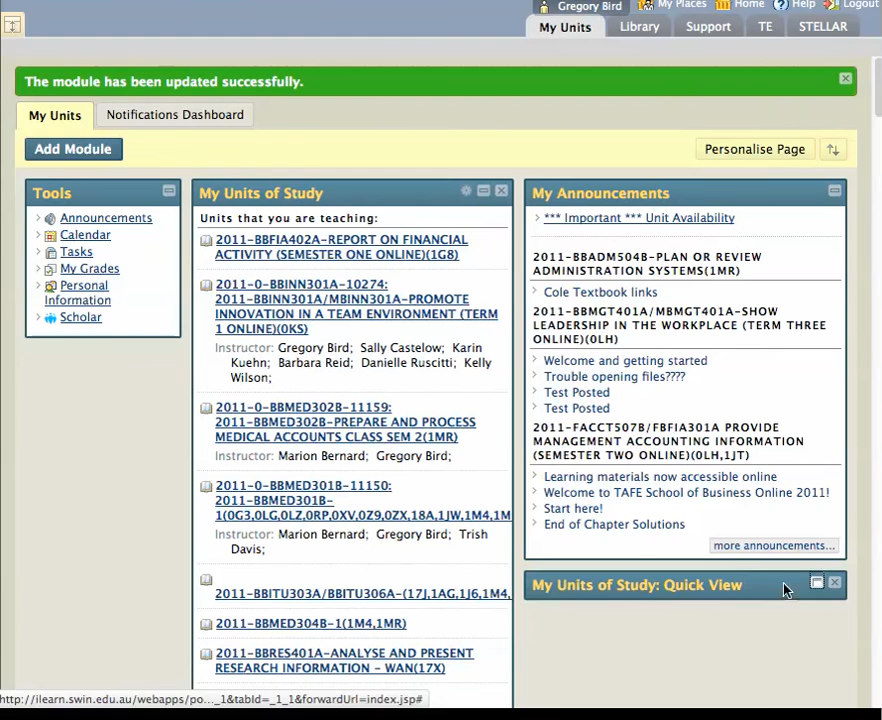 Gregory Bird My Places Home Help Logout
My Units Library Support TE STELLAR
The module has been updated successfully.
My Units Notifications Dashboard
Add Module Personalise Page
Tools
Announcements
Calendar
Tasks
My Grades
Personal
Information
Scholar
My Units of Study
Units that you are teaching:
2011-BBFIA402A-REPORT ON FINANCIAL
ACTIVITY (SEMESTER ONE ONLINE)(1G8)
2011-0-BBINN301A-10274:
2011-BBINN301A/MBINN301A-PROMOTE
INNOVATION IN A TEAM ENVIRONMENT (TERM
1 ONLINE)(0KS)
Instructor: Gregory Bird; Sally Castelow; Karin
Kuehn; Barbara Reid; Danielle Ruscitti; Kelly
Wilson;
2011-0-BBMED302B-11159:
2011-BBMED302B-PREPARE AND PROCESS
MEDICAL ACCOUNTS CLASS SEM 2(1MR)
Instructor: Marion Bernard; Gregory Bird;
2011-0-BBMED301B-11150:
2011-BBMED301B-
1(0G3,0LG,0LZ,0RP,0XV,0Z9,0ZX,18A,1JW,1M4,1M
Instructor: Marion Bernard; Gregory Bird; Trish
Davis;
2011-BBITU303A/BBITU306A-(17J,1AG,1J6,1M4,
2011-BBMED304B-1(1M4,1MR)
2011-BBRES401A-ANALYSE AND PRESENT
RESEARCH INFORMATION - WAN(17X)
My Announcements
*** Important *** Unit Availability
2011-BBADM504B-PLAN OR REVIEW
ADMINISTRATION SYSTEMS(1MR)
Cole Textbook links
2011-BBMGT401A/MBMGT401A-SHOW
LEADERSHIP IN THE WORKPLACE (TERM THREE
ONLINE)(0LH)
Welcome and getting started
Trouble opening files????
Test Posted
Test Posted
2011-FACCT507B/FBFIA301A PROVIDE
MANAGEMENT ACCOUNTING INFORMATION
(SEMESTER TWO ONLINE)(0LH,1JT)
Learning materials now accessible online
Welcome to TAFE School of Business Online 2011!
Start here!
End of Chapter Solutions
more announcements...
My Units of Study: Quick View
http://ilearn.swin.edu.au/webapps/po..._1&tabId=_1_1&forwardUrl=index.jsp#